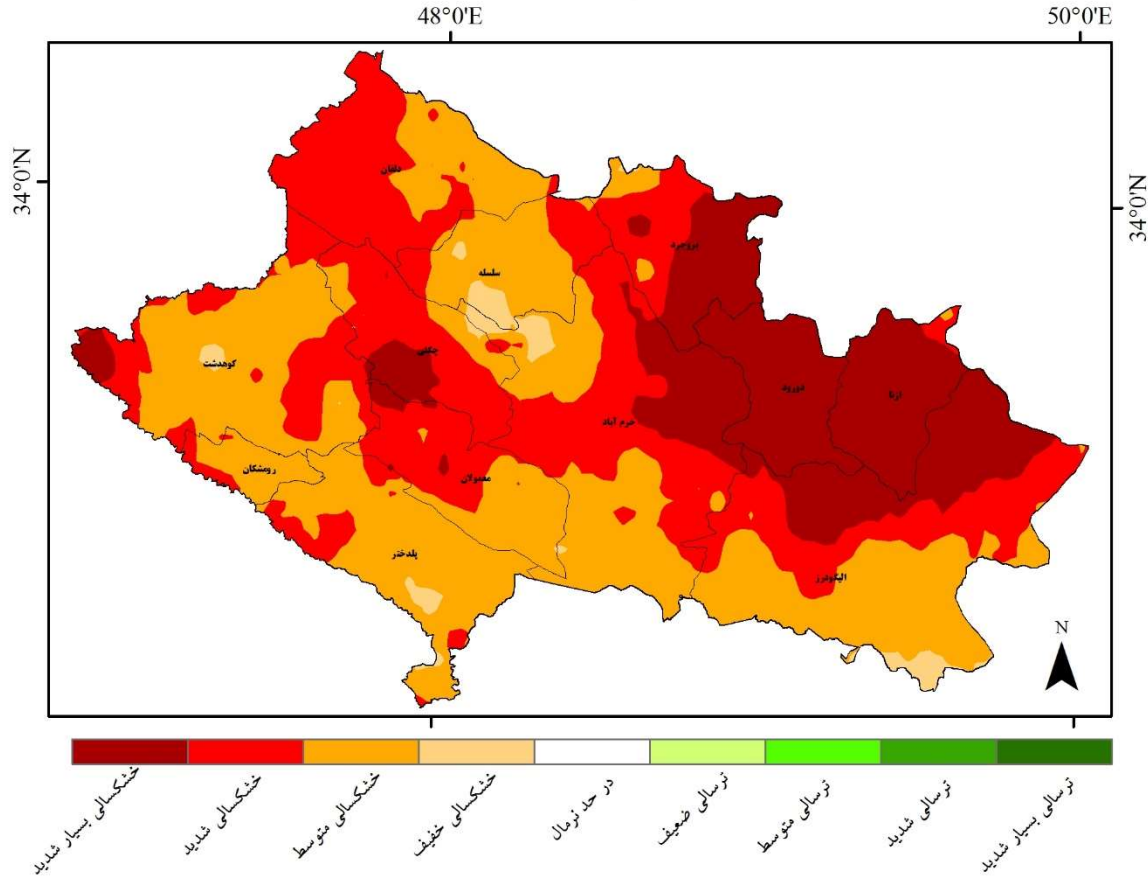 48°0'E
50°0'E
34°0'N
34°0'N
دلفان
بروجرد
سلسله
چگنی
کوهدشت
دورود
ازنا
خرم آباد
رومشکان
معمولان
پلدختر
الیگودرز
N
خشکسالی بسیار شدید
خشکسالی شدید
خشکسالی متوسط
خشکسالی خفیف
در حد نرمال
ترسالی ضعیف
ترسالی متوسط
ترسالی شدید
ترسالی بسیار شدید